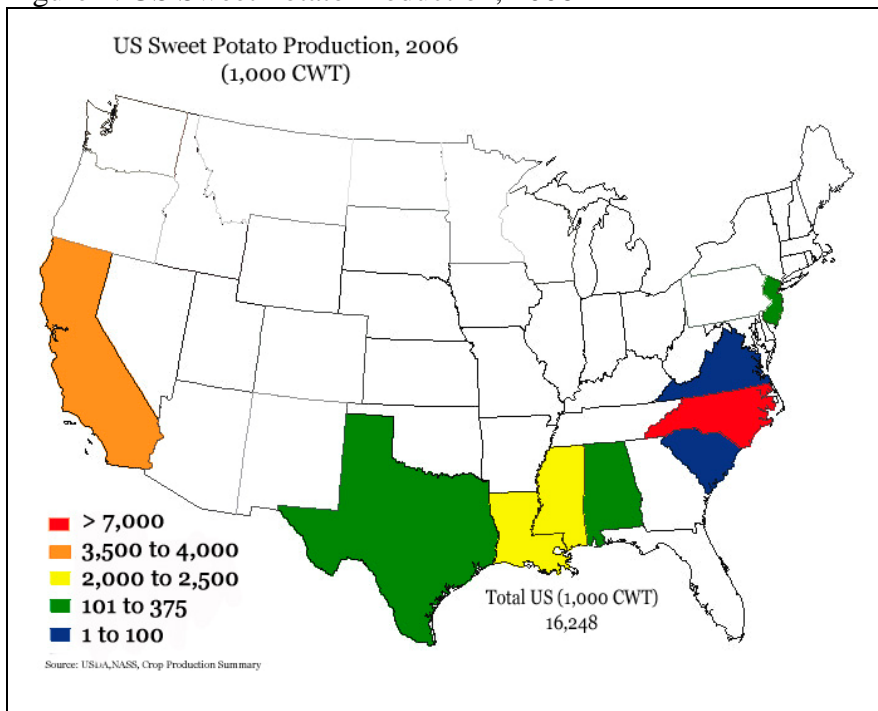 US Sweet Potato Production, 2006
(1,000 CWT)
> 7,000
3,500 to 4,000
2,000 to 2,500
101 to 375
1 to 100
Total US (1,000 CWT)
16,248
Source: USDA,NASS, Crop Production Summary